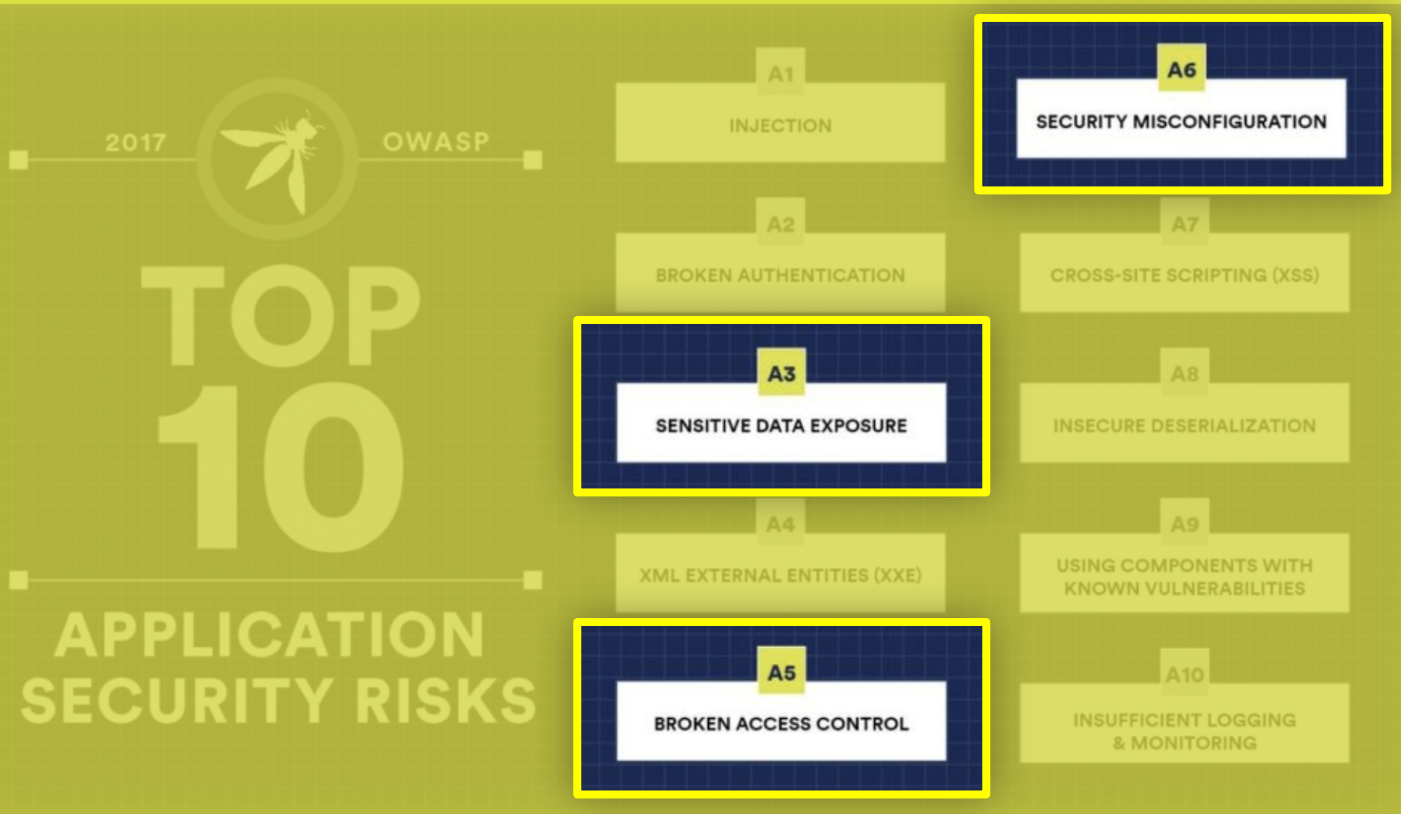 2017
OWASP
TOP
10
APPLICATION
SECURITY RISKS
A1
INJECTION
A2
BROKEN AUTHENTICATION
A3
SENSITIVE DATA EXPOSURE
A4
XML EXTERNAL ENTITIES (XXE)
A5
BROKEN ACCESS CONTROL
A6
SECURITY MISCONFIGURATION
A7
CROSS-SITE SCRIPTING (XSS)
A8
INSECURE DESERIALIZATION
A9
USING COMPONENTS WITH
KNOWN VULNERABILITIES
A10
INSUFFICIENT LOGGING
& MONITORING